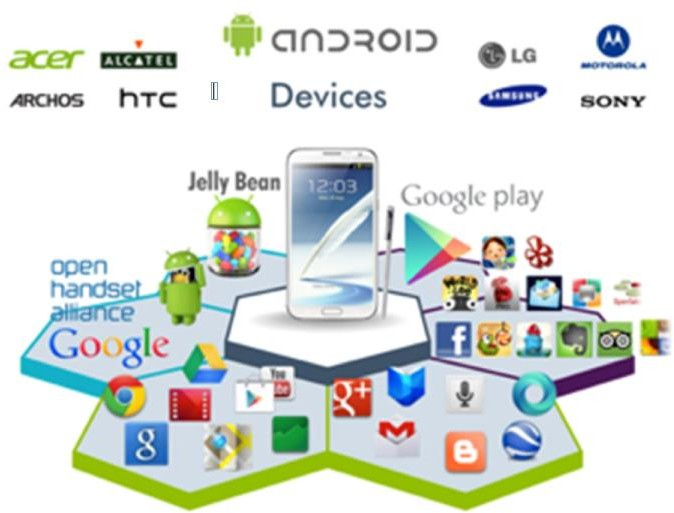 acer
ALCATEL
ANDROID
LG
MOTOROLA
ARCHOS
hTC
Devices
SAMSUNG
SONY
Jelly Bean
12:03
Google play
open
handset
alliance
Google
f
You
g+
g
M
B